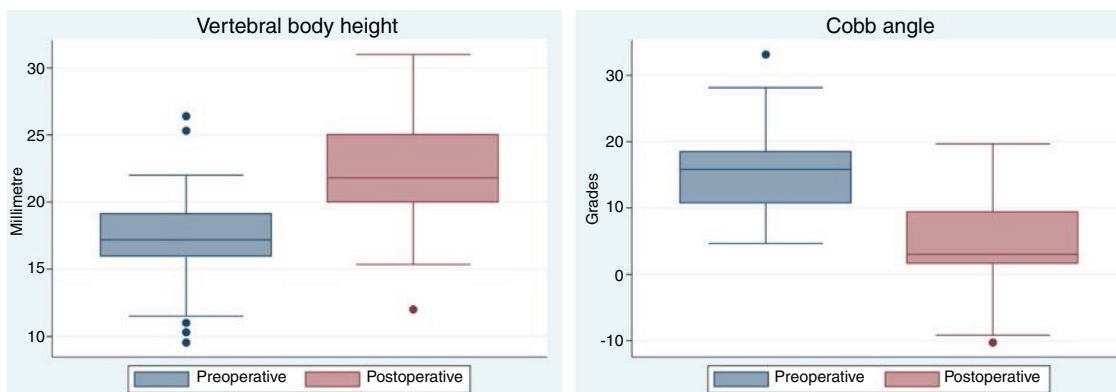 Vertebral body height
Millimetre
30
25
20
15
10
Preoperative
Postoperative
Cobb angle
Grades
30
20
10
0
-10
Preoperative
Postoperative